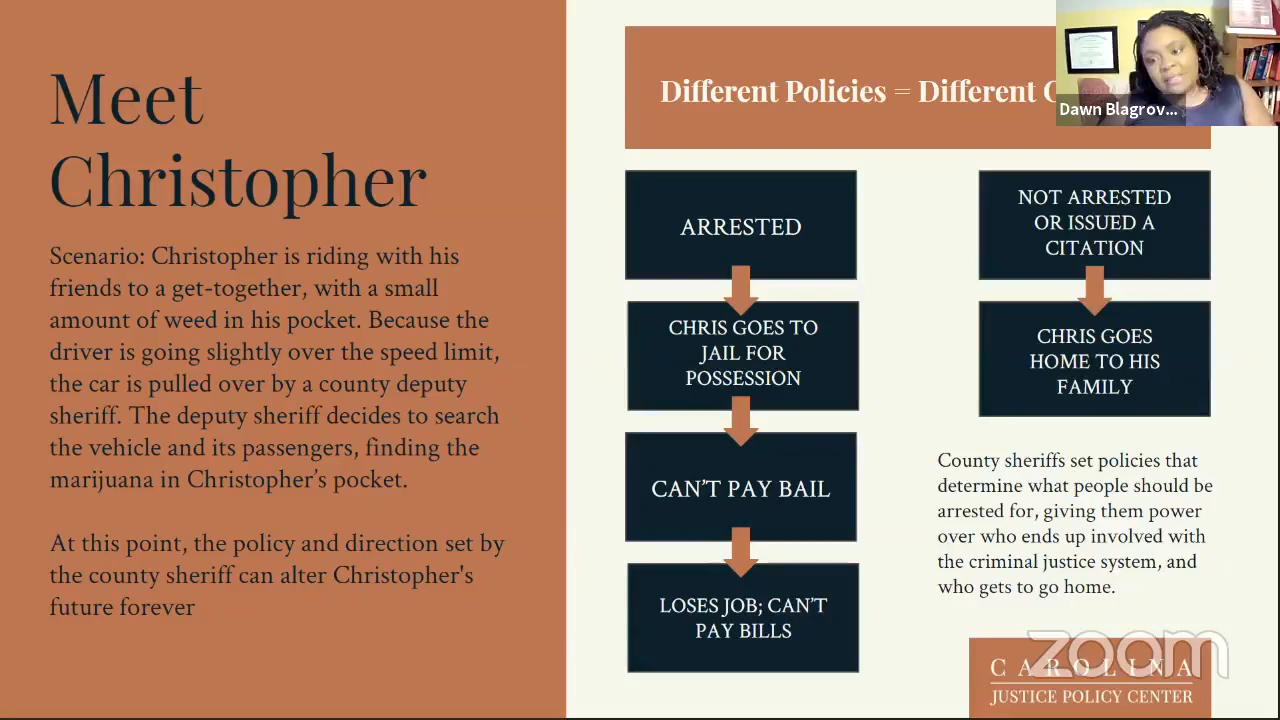 Meet
Christopher
Scenario: Christopher is riding with his
friends to a get-together, with a small
amount of weed in his pocket. Because the
driver is going slightly over the speed limit,
the car is pulled over by a county deputy
sheriff. The deputy sheriff decides to search
the vehicle and its passengers, finding the
marijuana in Christopher’s pocket.
At this point, the policy and direction set by
the county sheriff can alter Christopher's
future forever
Different Policies = Different
Dawn Blagrov...
ARRESTED
CHRIS GOES TO
JAIL FOR
POSSESSION
CAN’T PAY BAIL
LOSES JOB; CAN’T
PAY BILLS
NOT ARRESTED
OR ISSUED A
CITATION
CHRIS GOES
HOME TO HIS
FAMILY
County sheriffs set policies that
determine what people should be
arrested for, giving them power
over who ends up involved with
the criminal justice system, and
who gets to go home.
zoom
CAROLINA
JUSTICE POLICY CENTER